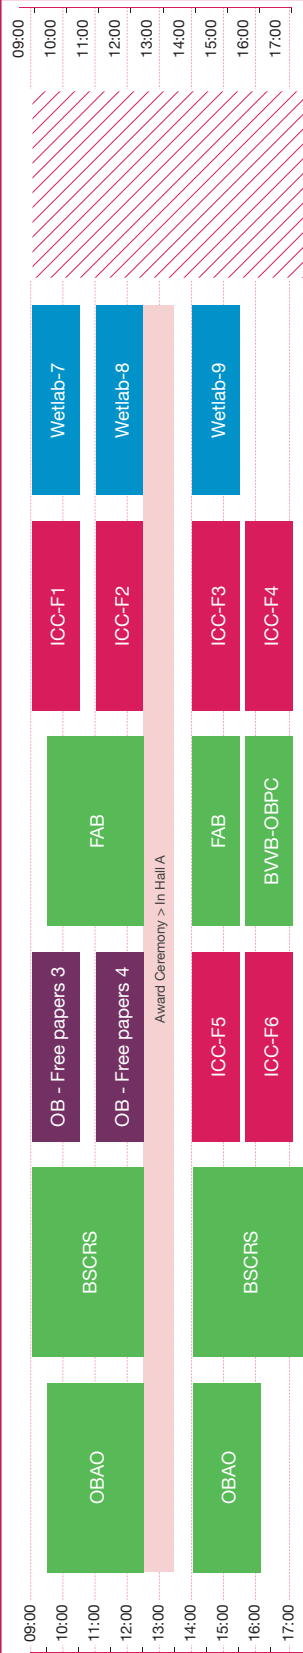 09:00
10:00
11:00
12:00
13:00
14:00
15:00
16:00
17:00
OBAO
OBAO
BSCRS
BSCRS
OB - Free papers 3
OB - Free papers 4
ICC-F5
ICC-F6
Award Ceremony > In Hall A
FAB
FAB
BVVB-OBPC
ICC-F1
ICC-F2
ICC-F3
ICC-F4
Wetlab-7
Wetlab-8
Wetlab-9
09:00
10:00
11:00
12:00
13:00
14:00
15:00
16:00
17:00